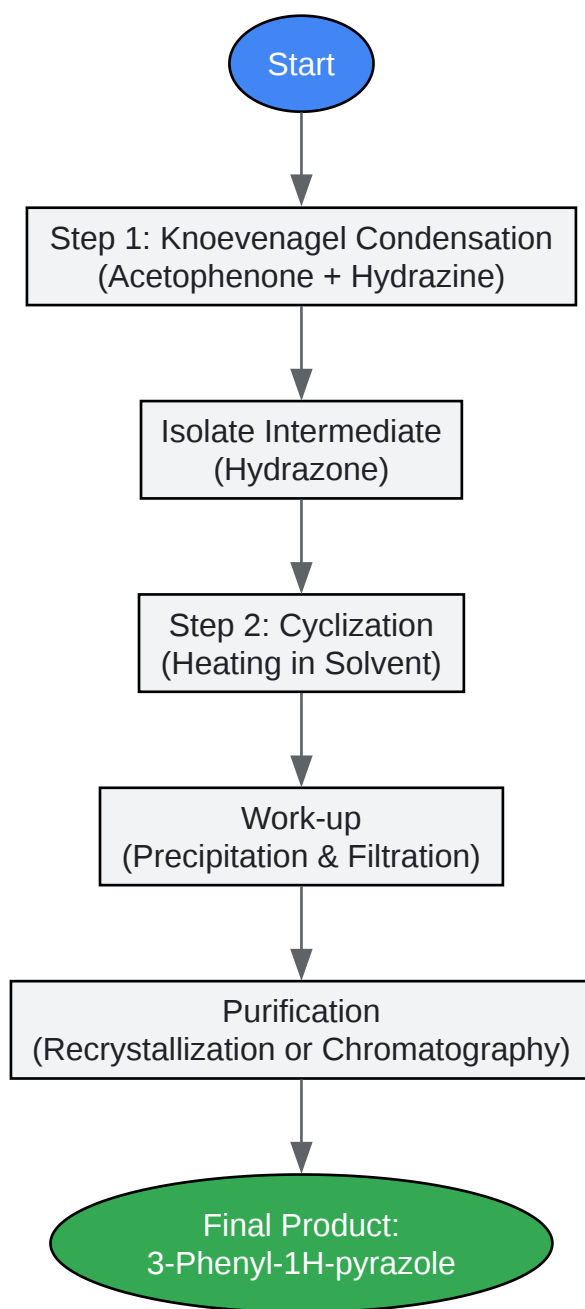 Start
Step 1: Knoevenagel Condensation
(Acetophenone + Hydrazine)
Isolate Intermediate
(Hydrazone)
Step 2: Cyclization
(Heating in Solvent)
Work-up
(Precipitation & Filtration)
Purification
(Recrystallization or Chromatography)
Final Product:
3-Phenyl-1H-pyrazole